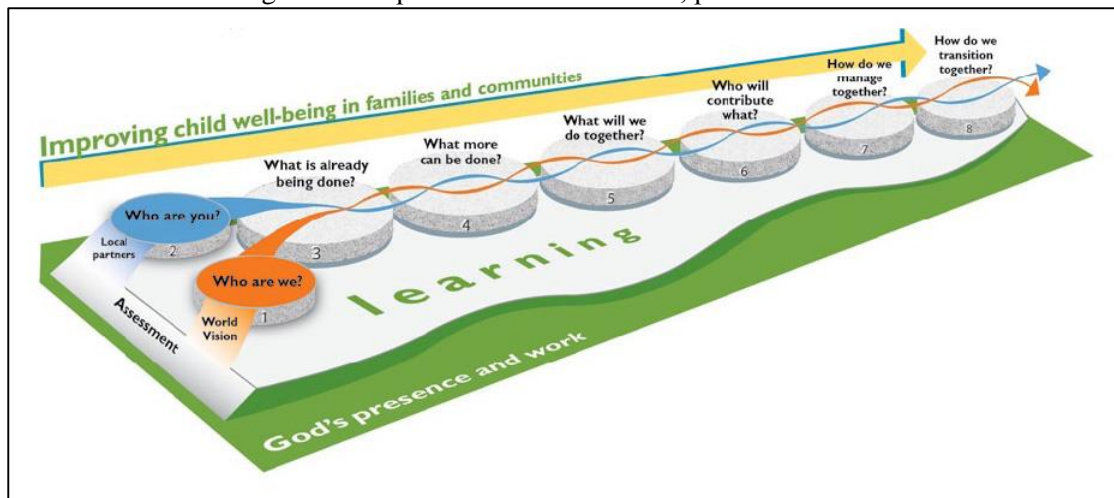 How do we
transition together?
How do we
manage together?
Who will
contribute
what?
What will we
do together?
What more
can be done?
What is already
being done?
Improving child well-being in families and communities
Who are you?
Local
partners
2
3
4
5
6
7
8
Who are we?
1
World
Vision
Assessment
learning
God's presence and work